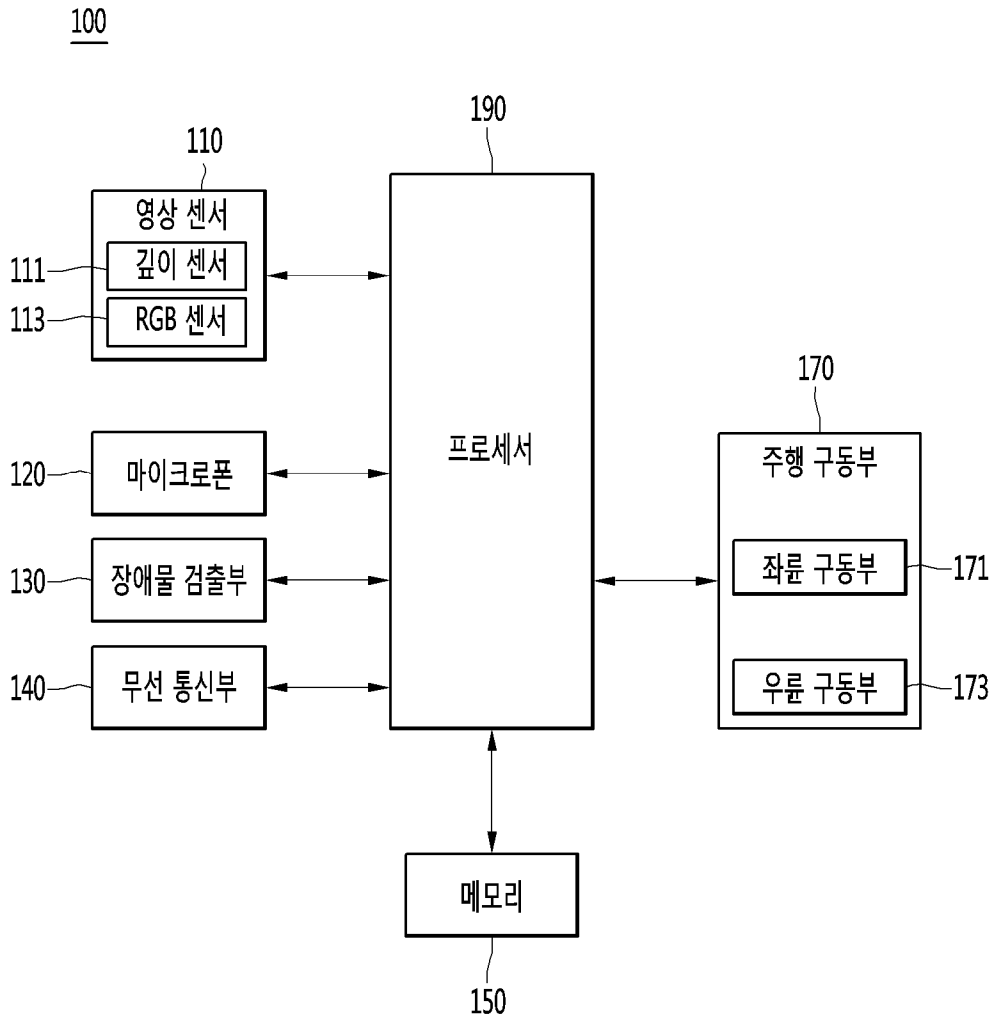 100
190
110
영상 센서
111
깊이 센서
113
RGB 센서
170
프로세서
주행 구동부
120
마이크로폰
130
장애물 검출부
좌륜 구동부
171
140
무선 통신부
우륜 구동부
173
메모리
150